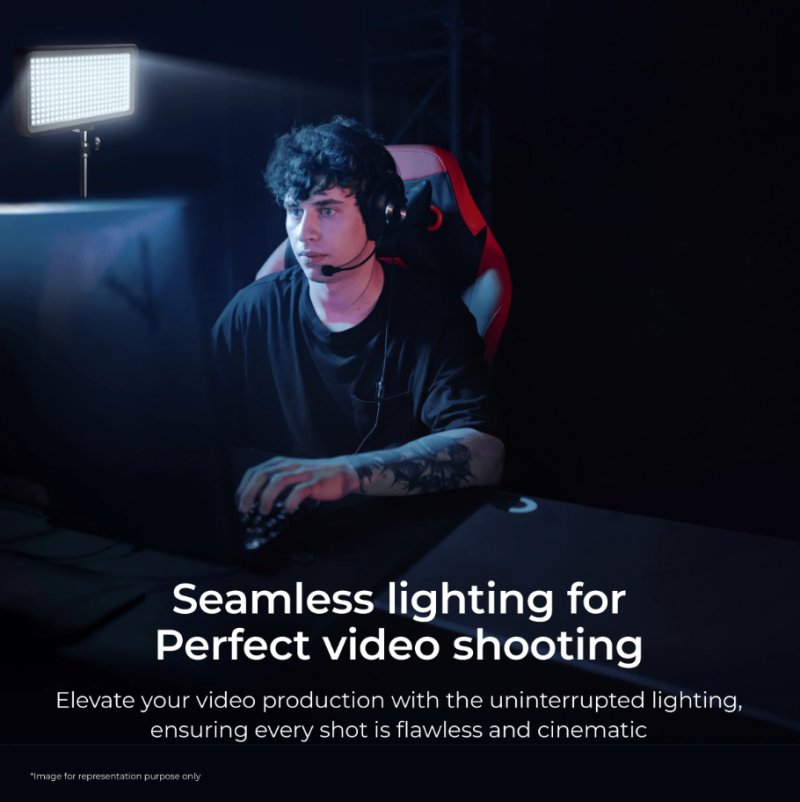 Seamless lighting for
Perfect video shooting
Elevate your video production with the uninterrupted lighting,
ensuring every shot is flawless and cinematic
*Image for representation purpose only